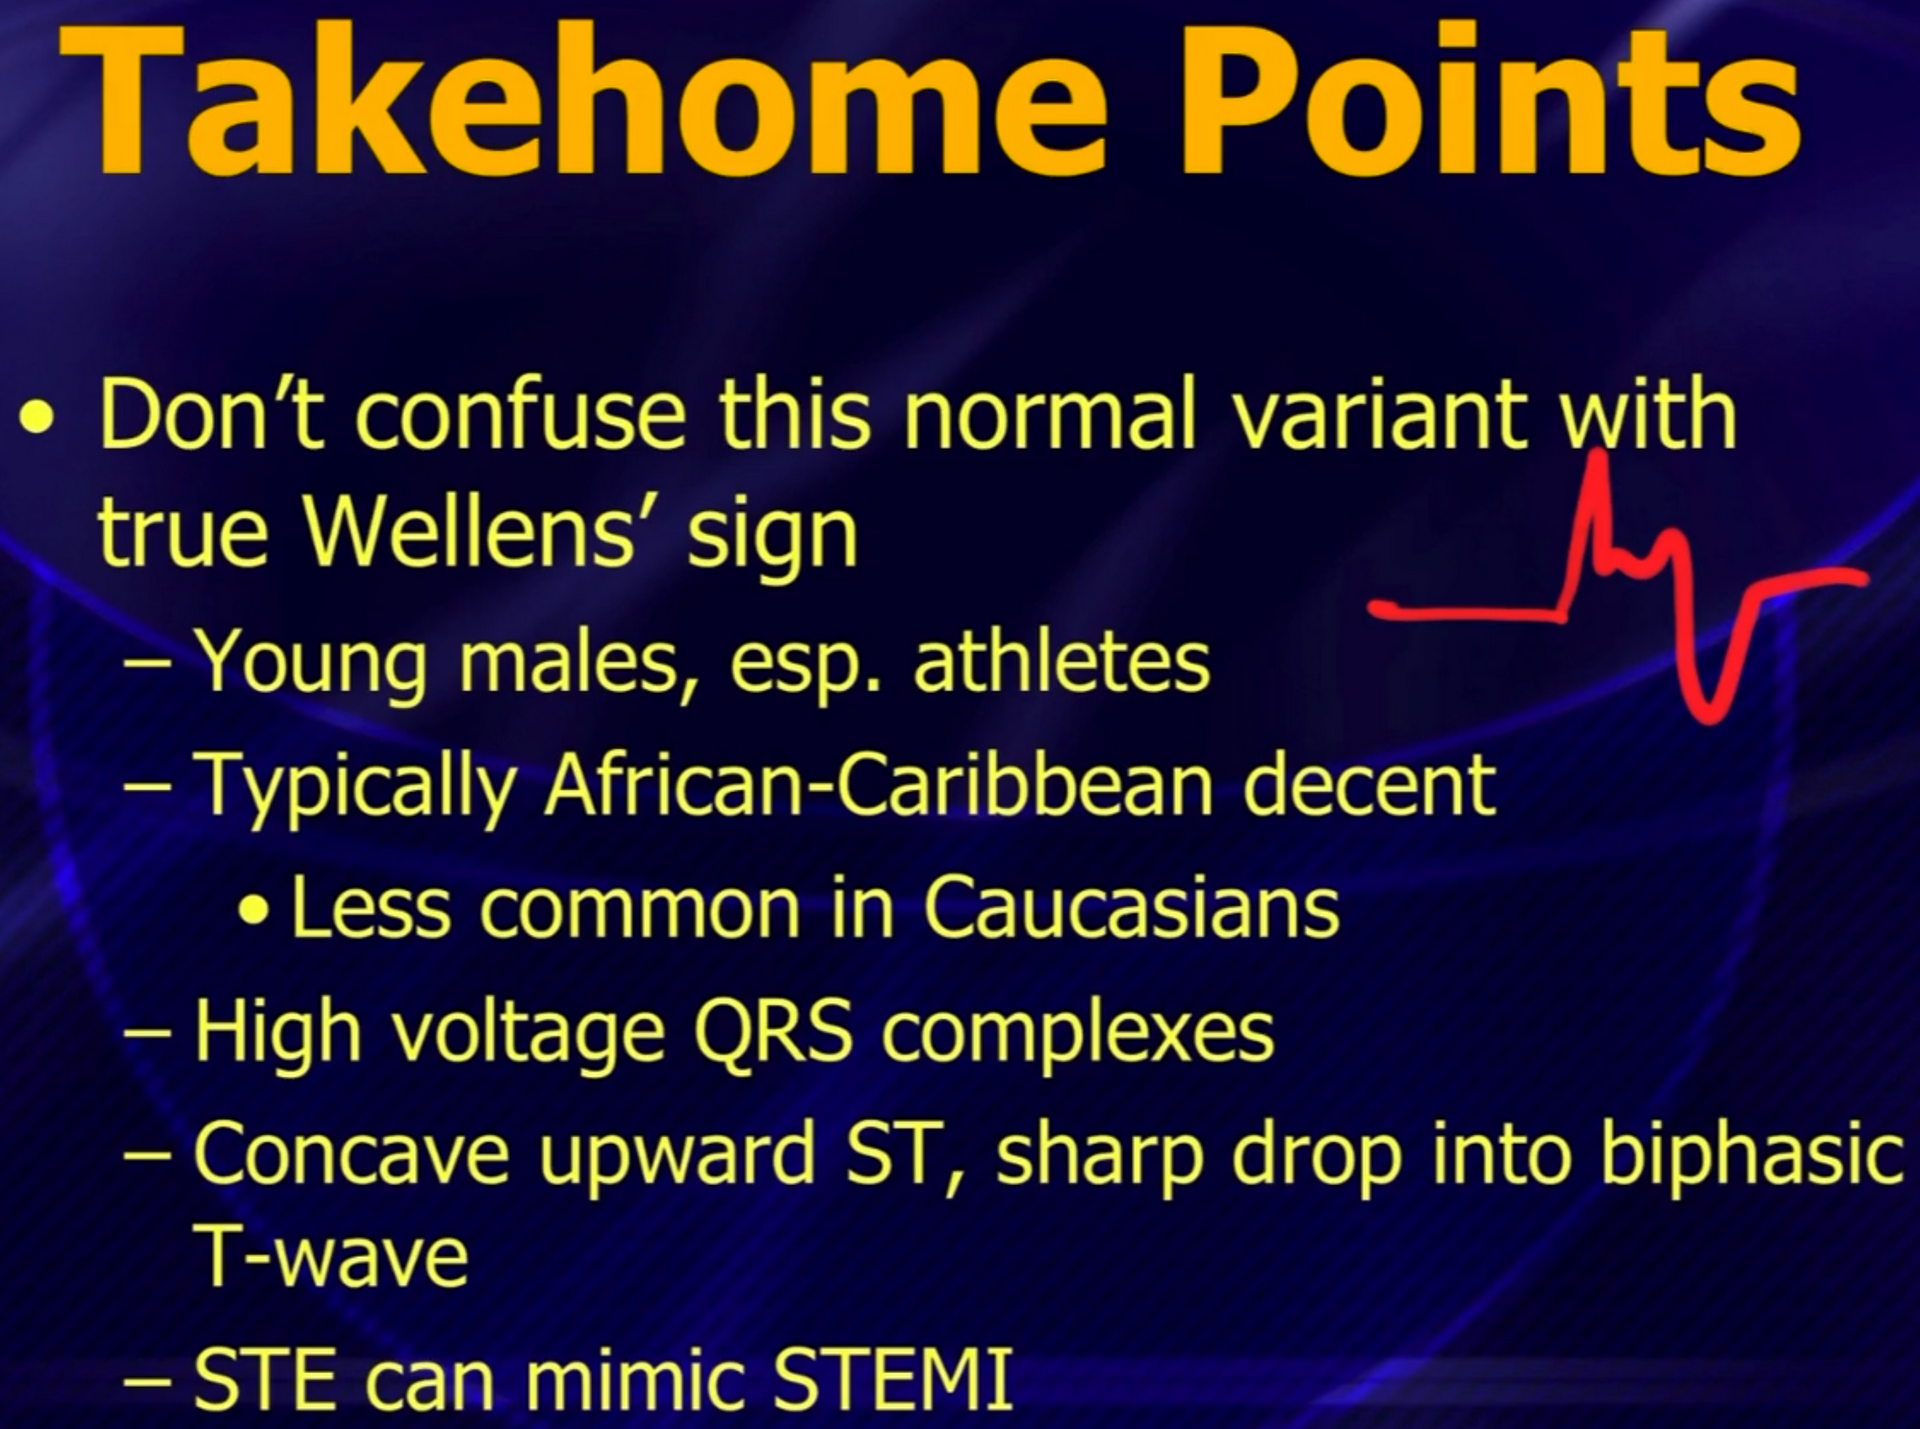 Takehome Points
• Don’t confuse this normal variant with
true Wellens’ sign
– Young males, esp. athletes
– Typically African-Caribbean decent
• Less common in Caucasians
– High voltage QRS complexes
– Concave upward ST, sharp drop into biphasic
T-wave
– STE can mimic STEMI